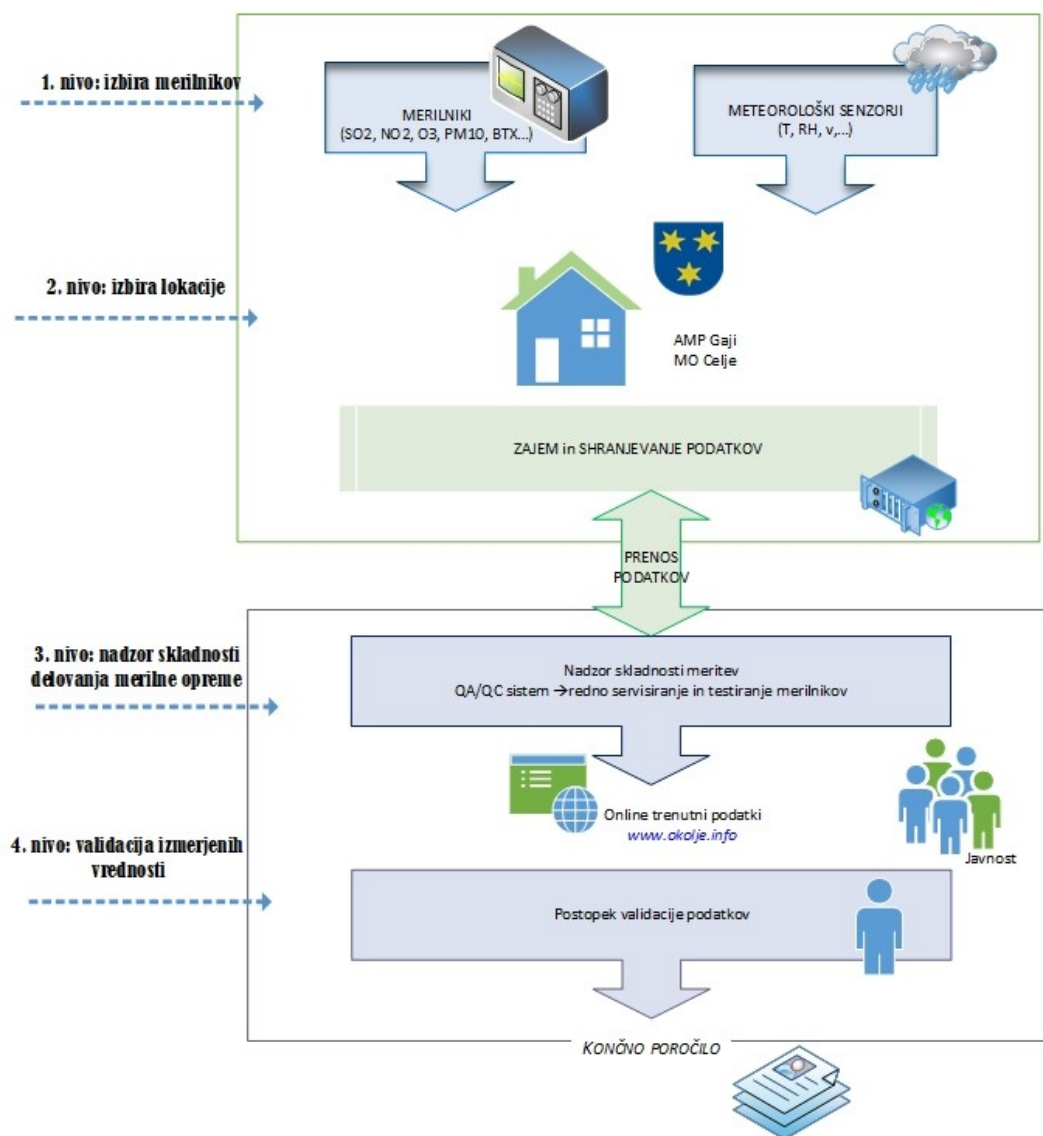 1. nivo: izbira merilnikov
MERILNIKI
(SO2, NO2, O3, PM10, BTX...)
METEOROLOŠKI SENZORJI
(T, RH, v,...)
2. nivo: izbira lokacije
AMP Gaji
MO Celje
ZAJEM in SHRANJEVANJE PODATKOV
PRENOS
PODATKOV
3. nivo: nadzor skladnosti
delovanja merilne opreme
Nadzor skladnosti meritev
QA/QC sistem →redno servisiranje in testiranje merilnikov
Online trenutni podatki
www.okolje.info
Javnost
4. nivo: validacija izmerjenih
vrednosti
Postopek validacije podatkov
KONČNO POROČILO